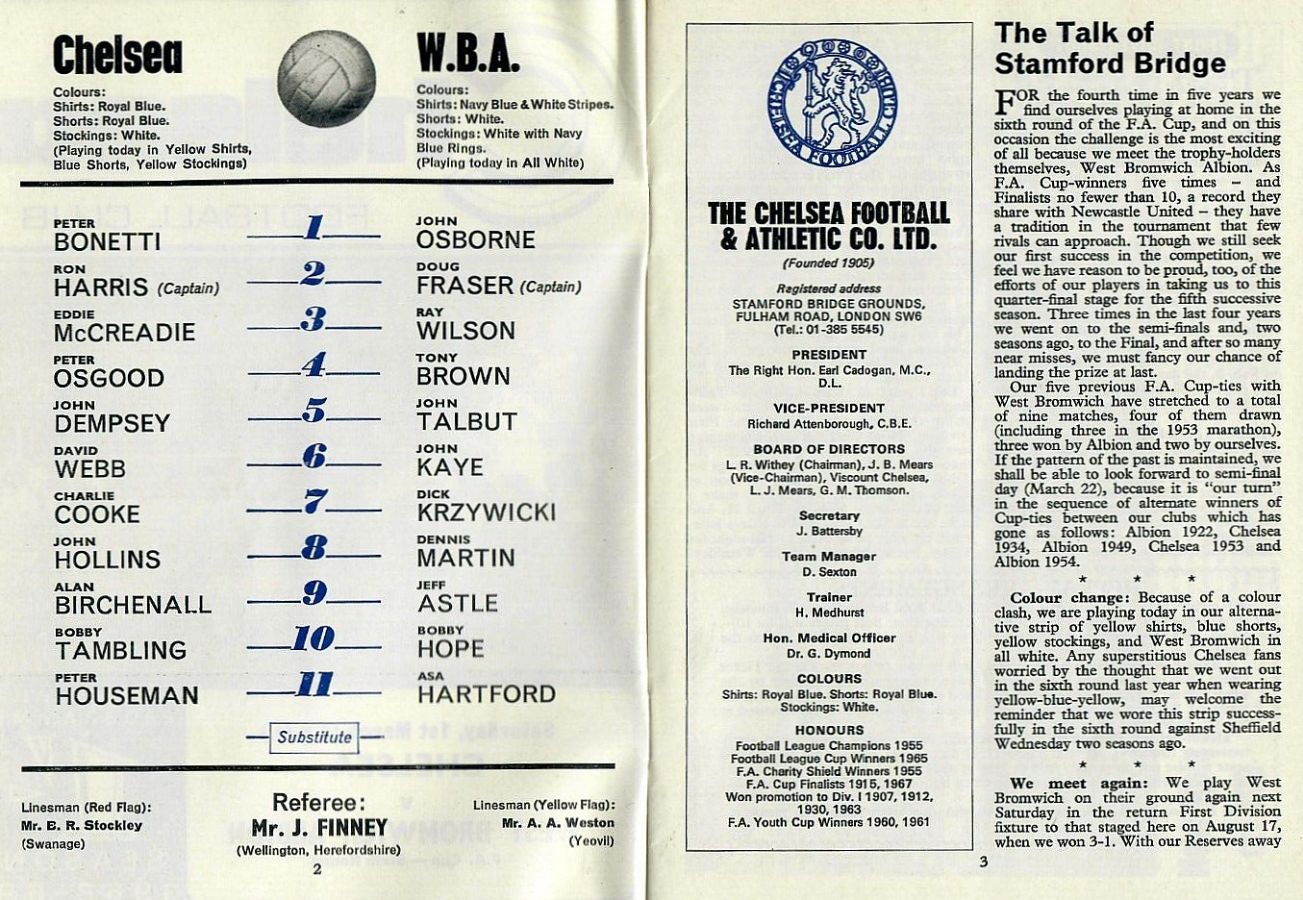 Chelsea
Colours:
Shirts: Royal Blue.
Shorts: Royal Blue.
Stockings: White.
(Playing today in Yellow Shirts,
Blue Shorts, Yellow Stockings)
W.B.A.
Colours:
Shirts: Navy Blue & White Stripes.
Shorts: White.
Stockings: White with Navy
Blue Rings.
(Playing today in All White)
PETER BONETTI 1 JOHN OSBORNE
RON HARRIS (Captain) 2 DOUG FRASER (Captain)
EDDIE McCREADIE 3 RAY WILSON
PETER OSGOOD 4 TONY BROWN
JOHN DEMPSEY 5 JOHN TALBUT
DAVID WEBB 6 JOHN KAYE
CHARLIE COOKE 7 DICK KRZYWICKI
JOHN HOLLINS 8 DENNIS MARTIN
ALAN BIRCHENALL 9 JEFF ASTLE
BOBBY TAMBLING 10 BOBBY HOPE
PETER HOUSEMAN 11 ASA HARTFORD
Substitute
Linesman (Red Flag):
Mr. E. R. Stockley
(Swanage)
Referee:
Mr. J. FINNEY
(Wellington, Herefordshire)
Linesman (Yellow Flag):
Mr. A. A. Weston
(Yeovil)
2
CHELSEA FOOTBALL CLUB
THE CHELSEA FOOTBALL
& ATHLETIC CO. LTD.
(Founded 1905)
Registered address
STAMFORD BRIDGE GROUNDS,
FULHAM ROAD, LONDON SW6
(Tel.: 01-385 5545)
PRESIDENT
The Right Hon. Earl Cadogan, M.C.,
D.L.
VICE-PRESIDENT
Richard Attenborough, C.B.E.
BOARD OF DIRECTORS
L. R. Withey (Chairman), J. B. Mears
(Vice-Chairman), Viscount Chelsea,
L. J. Mears, G. M. Thomson.
Secretary
J. Battersby
Team Manager
D. Sexton
Trainer
H. Medhurst
Hon. Medical Officer
Dr. G. Dymond
COLOURS
Shirts: Royal Blue. Shorts: Royal Blue.
Stockings: White.
HONOURS
Football League Champions 1955
Football League Cup Winners 1965
F.A. Charity Shield Winners 1955
F.A. Cup Finalists 1915, 1967
Won promotion to Div. I 1907, 1912,
1930, 1963
F.A. Youth Cup Winners 1960, 1961
The Talk of
Stamford Bridge
FOR the fourth time in five years we
find ourselves playing at home in the
sixth round of the F.A. Cup, and on this
occasion the challenge is the most exciting
of all because we meet the trophy-holders
themselves, West Bromwich Albion. As
F.A. Cup-winners five times – and
Finalists no fewer than 10, a record they
share with Newcastle United – they have
a tradition in the tournament that few
rivals can approach. Though we still seek
our first success in the competition, we
feel we have reason to be proud, too, of the
efforts of our players in taking us to this
quarter-final stage for the fifth successive
season. Three times in the last four years
we went on to the semi-finals and, two
seasons ago, to the Final, and after so many
near misses, we must fancy our chance of
landing the prize at last.
Our five previous F.A. Cup-ties with
West Bromwich have stretched to a total
of nine matches, four of them drawn
(including three in the 1953 marathon),
three won by Albion and two by ourselves.
If the pattern of the past is maintained, we
shall be able to look forward to semi-final
day (March 22), because it is "our turn"
in the sequence of alternate winners of
Cup-ties between our clubs which has
gone as follows: Albion 1922, Chelsea
1934, Albion 1949, Chelsea 1953 and
Albion 1954.
* * *
Colour change: Because of a colour
clash, we are playing today in our alterna-
tive strip of yellow shirts, blue shorts,
yellow stockings, and West Bromwich in
all white. Any superstitious Chelsea fans
worried by the thought that we went out
in the sixth round last year when wearing
yellow-blue-yellow, may welcome the
reminder that we wore this strip success-
fully in the sixth round against Sheffield
Wednesday two seasons ago.
* * *
We meet again: We play West
Bromwich on their ground again next
Saturday in the return First Division
fixture to that staged here on August 17,
when we won 3-1. With our Reserves away
3